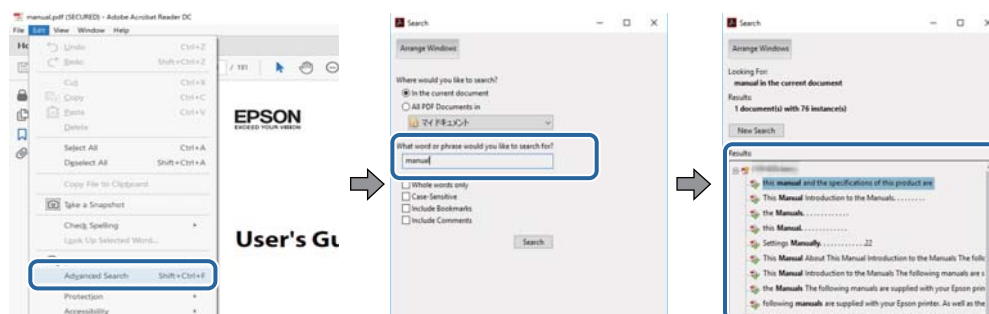 manual.pdf (SECURED) - Adobe Acrobat Reader DC
File Edit View Window Help
Undo Ctrl+Z
Redo Shift+Ctrl+Z
Cut Ctrl+X
Copy Ctrl+C
Paste Ctrl+V
Delete
Select All Ctrl+A
Deselect All Shift+Ctrl+A
Copy File to Clipboard
Take a Snapshot
Check Spelling
Look Up Selected Word...
Advanced Search Shift+Ctrl+F
Protection
Accessibility
/ 191
EPSON
EXCEED YOUR VISION
User's Gu
Search
Arrange Windows
Where would you like to search?
In the current document
All PDF Documents in
マイ ドキュメント
What word or phrase would you like to search for?
manual
Whole words only
Case-Sensitive
Include Bookmarks
Include Comments
Search
Search
Arrange Windows
Looking For:
manual in the current document
Results:
1 document(s) with 76 instance(s)
New Search
Results:
this manual and the specifications of this product are
This Manual Introduction to the Manuals. . . . . . . . .
the Manuals. . . . . . . . . . . . .
this Manual. . . . . . . . . . . . .
Settings Manually. . . . . . . . . . . . .22
This Manual About This Manual Introduction to the Manuals The follo
This Manual Introduction to the Manuals The following manuals are s
the Manuals The following manuals are supplied with your Epson prin
following manuals are supplied with your Epson printer. As well as the